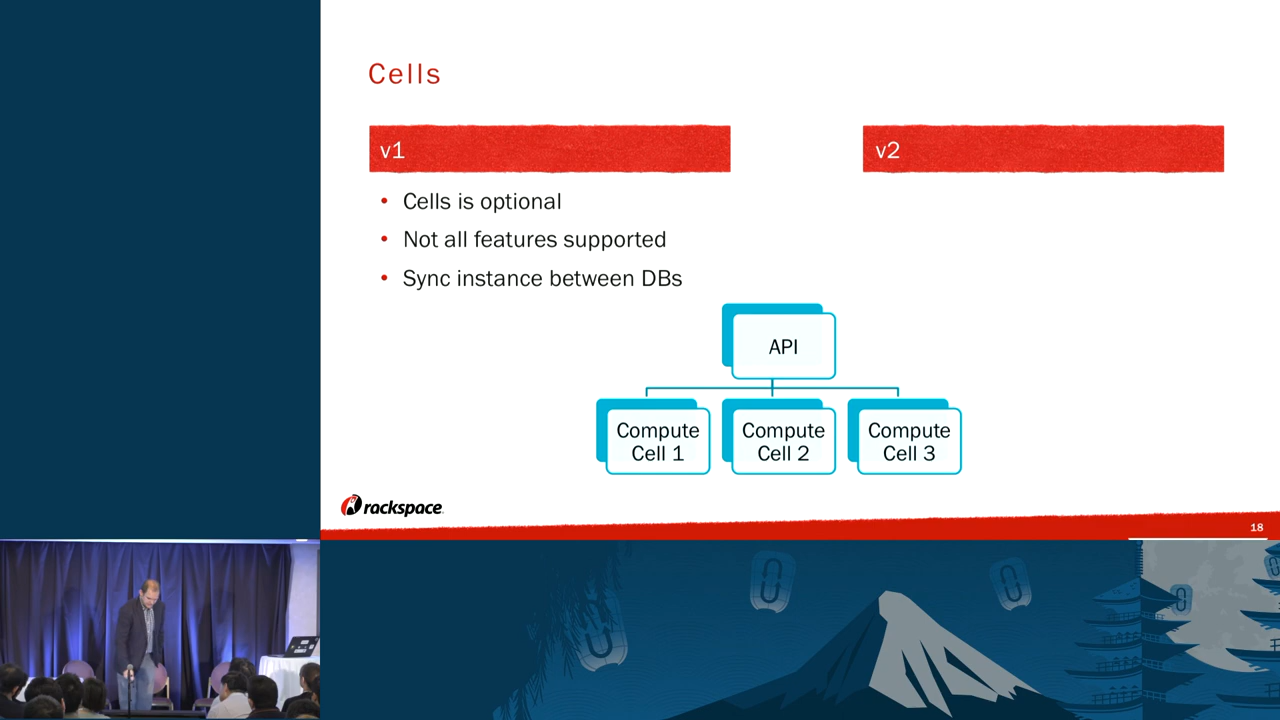 Cells
v1
v2
• Cells is optional
• Not all features supported
• Sync instance between DBs
API
Compute
Cell 1
Compute
Cell 2
Compute
Cell 3
rackspace
18